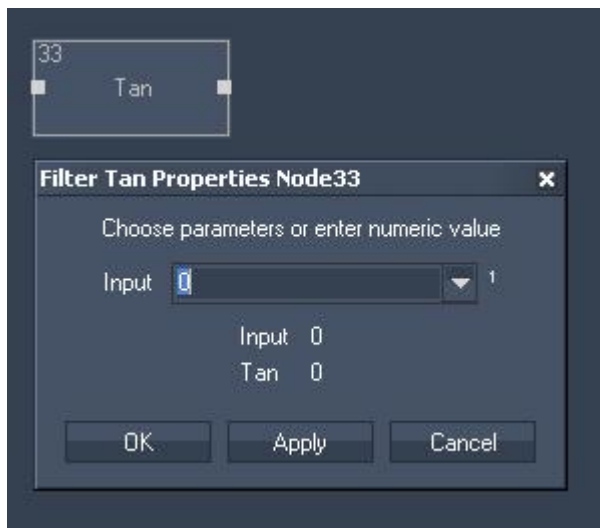 33
Tan
Filter Tan Properties Node33
Choose parameters or enter numeric value
Input 0 1
Input 0
Tan 0
OK Apply Cancel